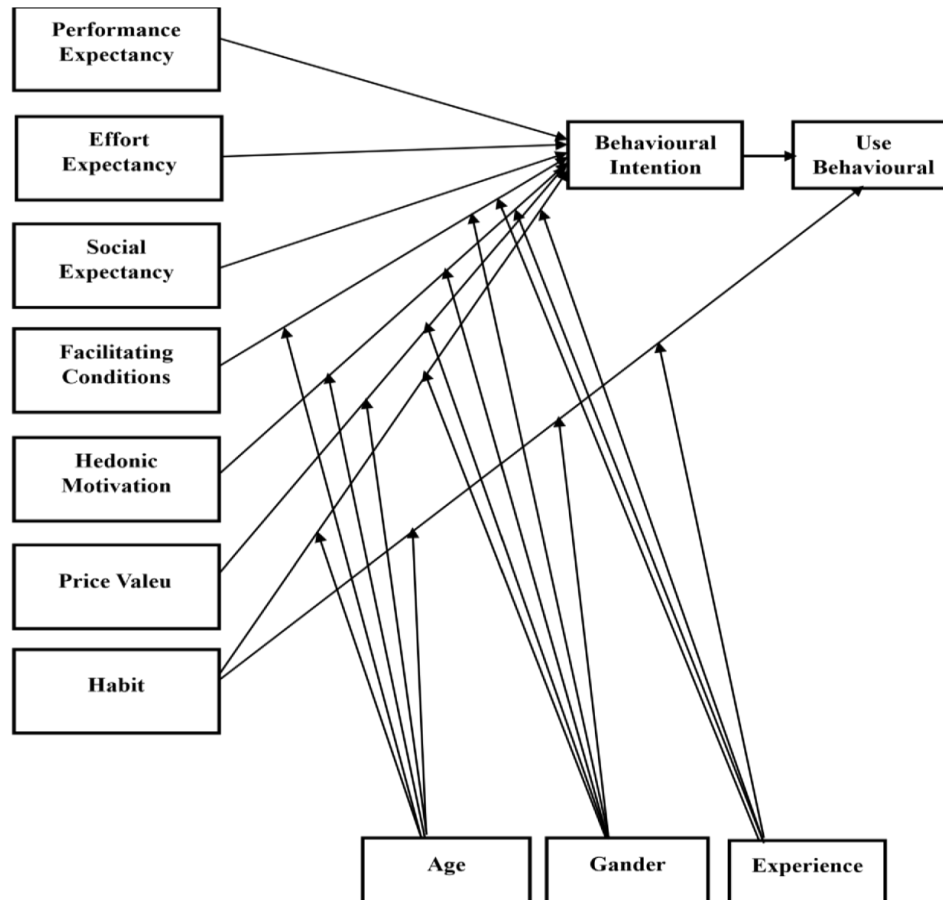 Performance
Expectancy
Effort
Expectancy
Social
Expectancy
Facilitating
Conditions
Hedonic
Motivation
Price Valeu
Habit
Behavioural
Intention
Use
Behavioural
Age
Gander
Experience